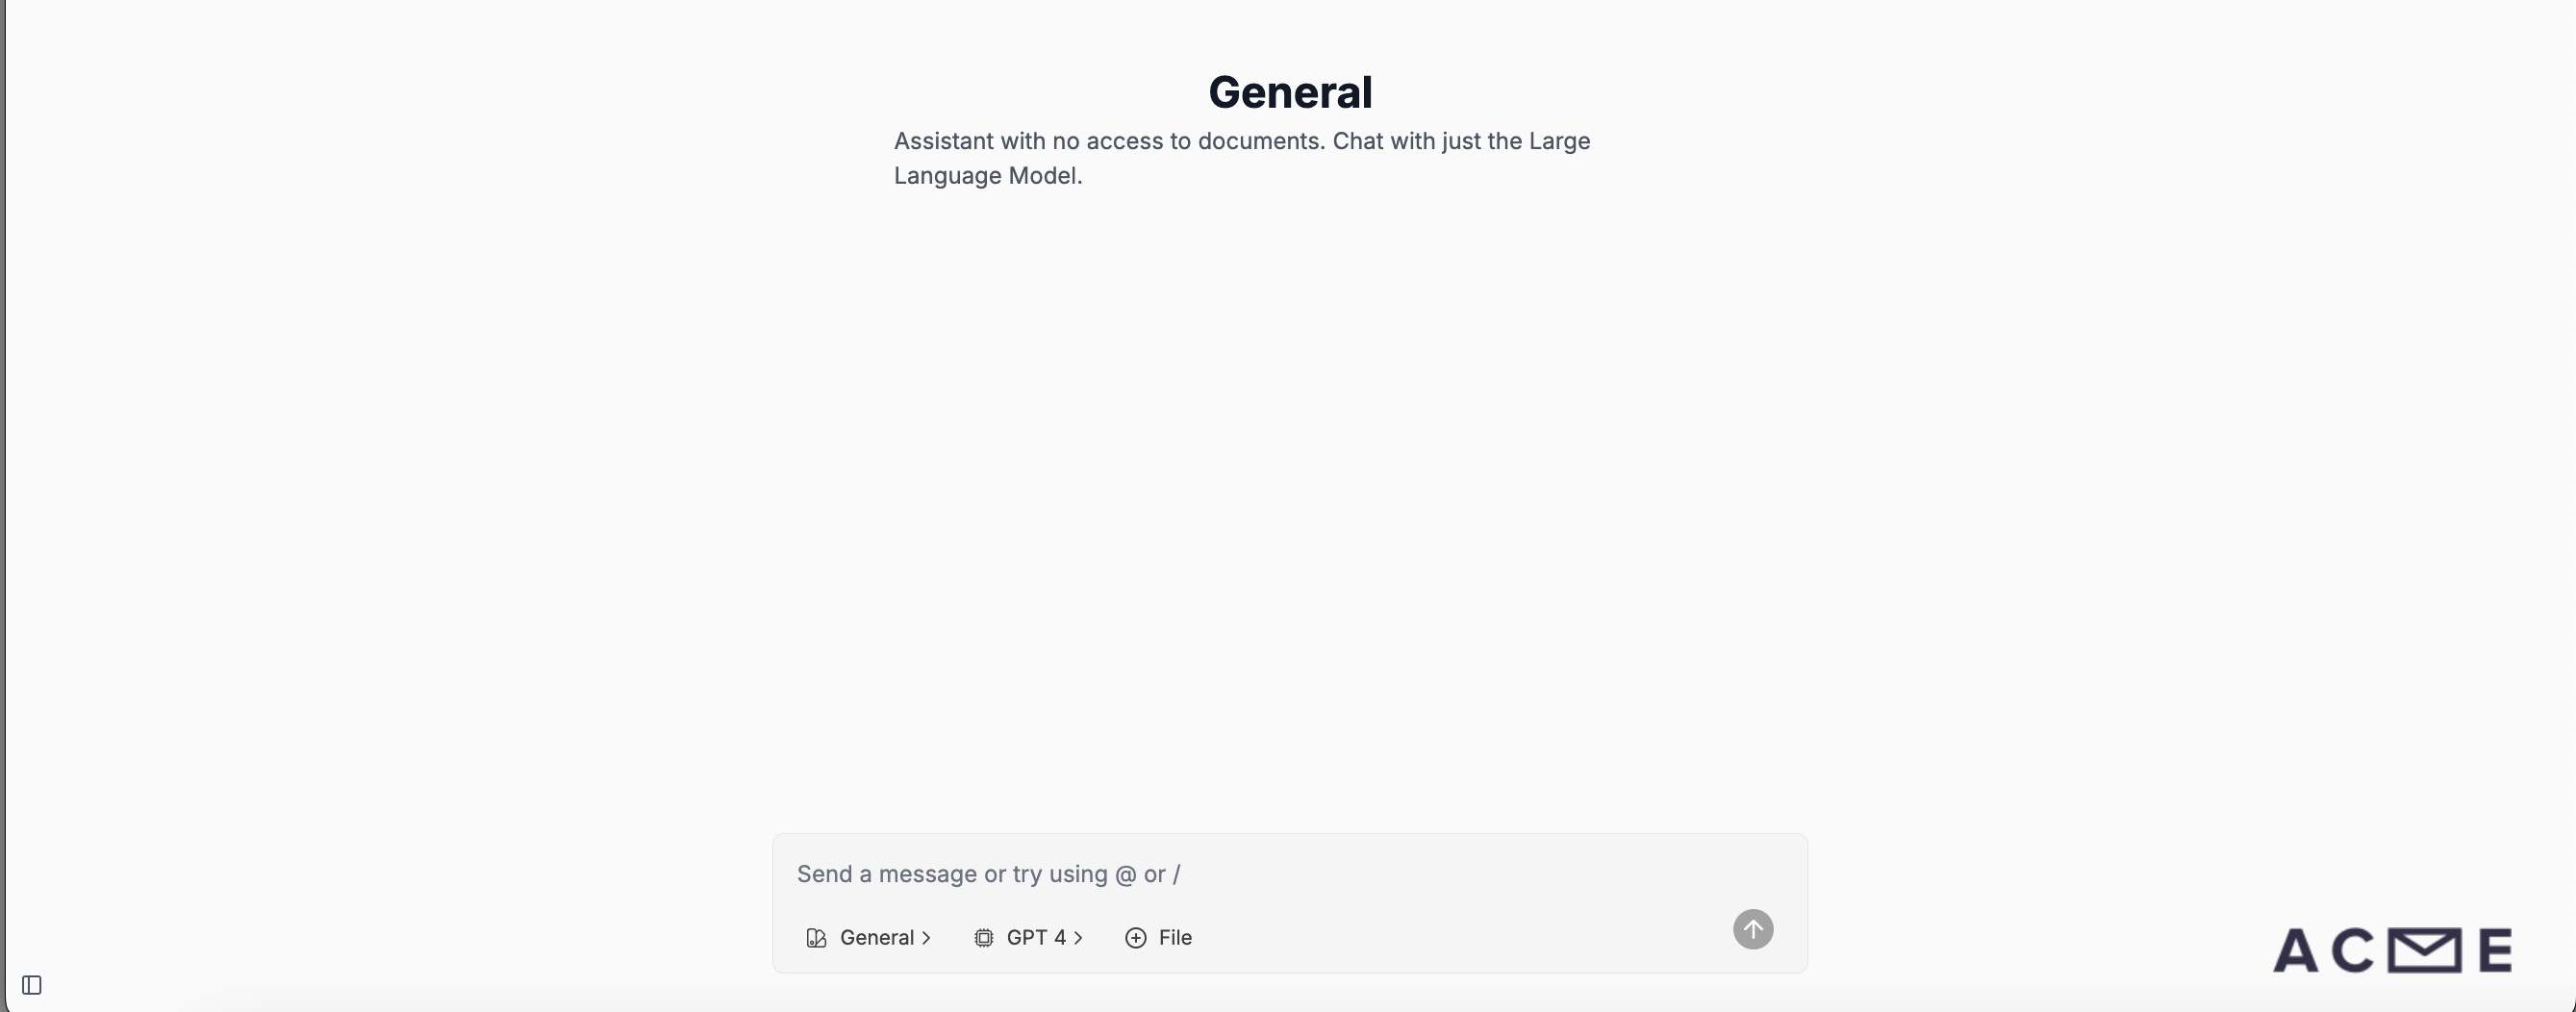 General
Assistant with no access to documents. Chat with just the Large
Language Model.
Send a message or try using @ or /
General
GPT 4
File
ACME